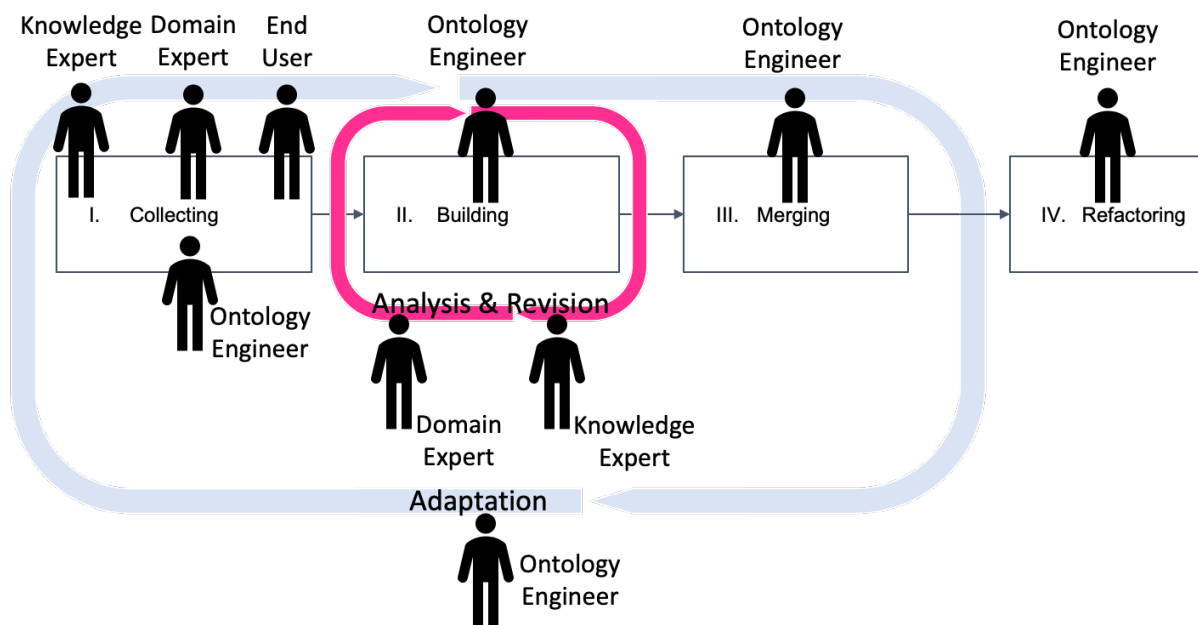 Knowledge
Expert
Domain
Expert
End
User
Ontology
Engineer
Ontology
Engineer
Ontology
Engineer
I. Collecting
II. Building
III. Merging
IV. Refactoring
Ontology
Engineer
Analysis & Revision
Domain
Expert
Knowledge
Expert
Adaptation
Ontology
Engineer